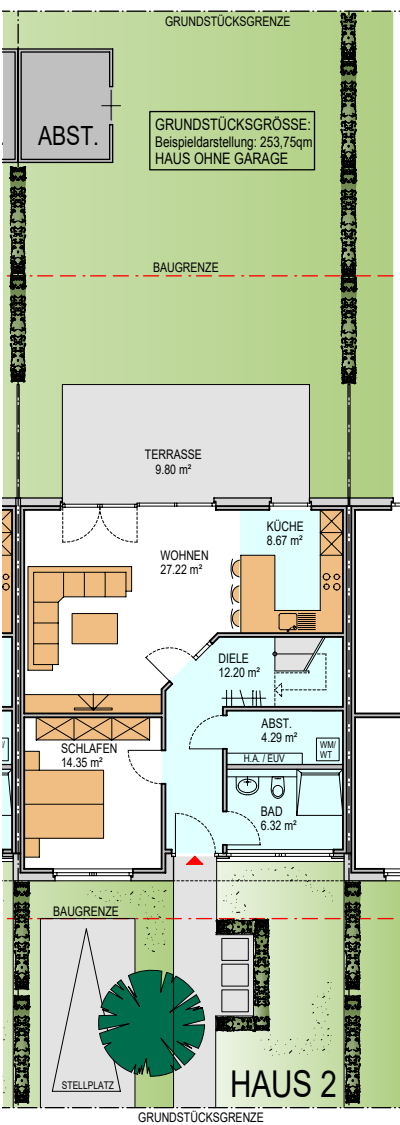 GRUNDSTÜCKSGRENZE
ABST.
GRUNDSTÜCKSGRÖSSE:
Beispieldarstellung: 253,75qm
HAUS OHNE GARAGE
BAUGRENZE
TERRASSE
9.80 m²
KÜCHE
8.67 m²
WOHNEN
27.22 m²
DIELE
12.20 m²
ABST.
4.29 m²
H.A. / EUV
WM/
WT
SCHLAFEN
14.35 m²
BAD
6.32 m²
BAUGRENZE
STELLPLATZ
HAUS 2
GRUNDSTÜCKSGRENZE